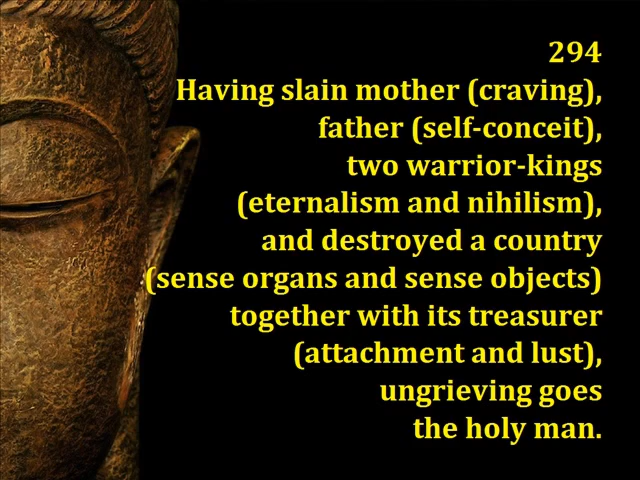 294
Having slain mother (craving),
father (self-conceit),
two warrior-kings
(eternalism and nihilism),
and destroyed a country
(sense organs and sense objects)
together with its treasurer
(attachment and lust),
ungrieving goes
the holy man.